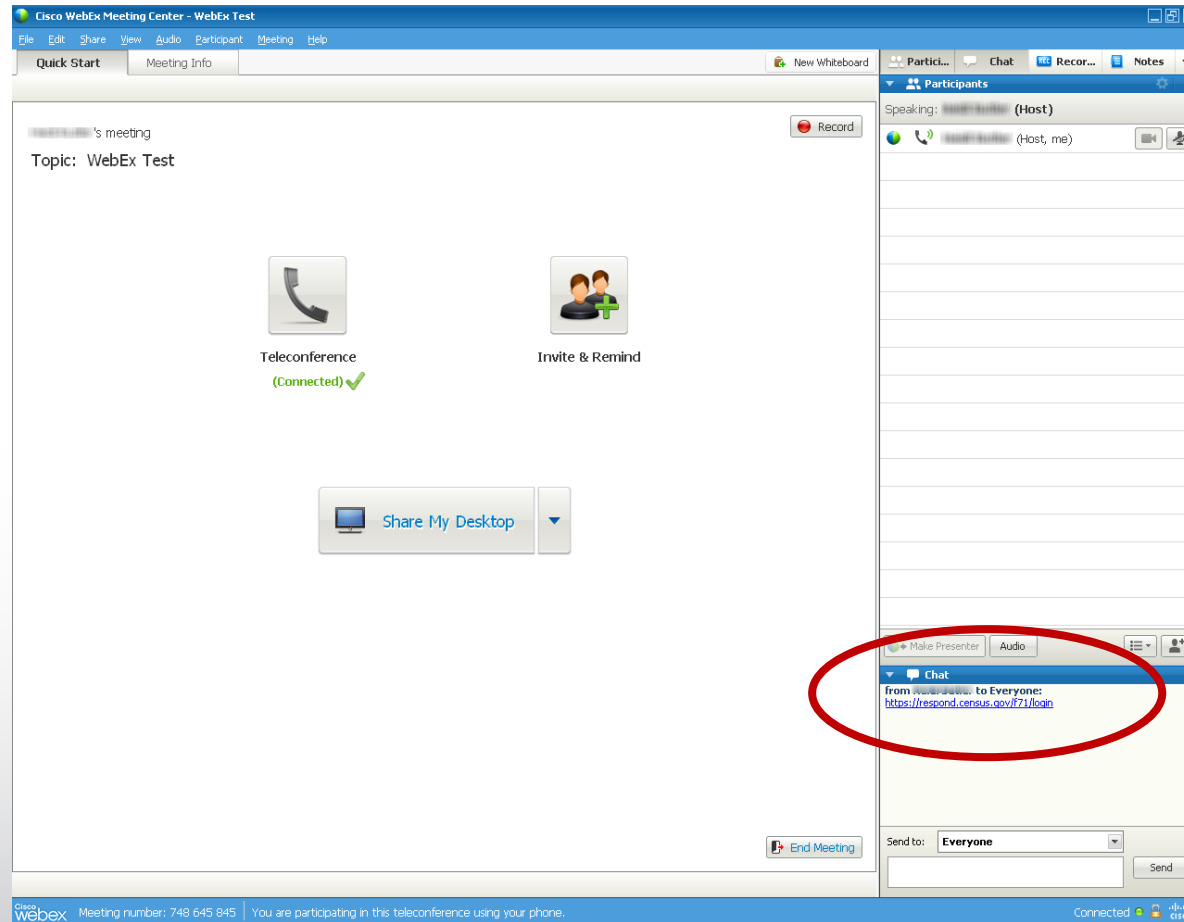 Cisco WebEx Meeting Center - WebEx Test
File Edit Share View Audio Participant Meeting Help
Quick Start Meeting Info New Whiteboard
Partici... Chat REC Recor... Notes
Participants
Speaking: (Host)
(Host, me)
's meeting
Record
Topic: WebEx Test
Teleconference
(Connected)
Invite & Remind
Share My Desktop
Make Presenter Audio
Chat
from to Everyone:
https://respond.census.gov/f71/login
End Meeting
Send to: Everyone
Send
Cisco webex Meeting number: 748 645 845 You are participating in this teleconference using your phone. Connected